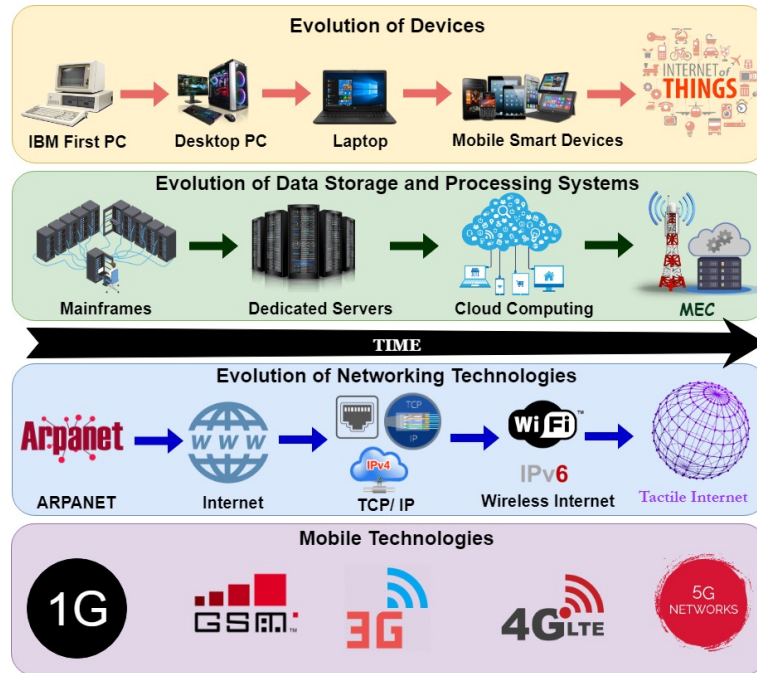 Evolution of Devices
INTERNET of
THINGS
IBM First PC
Desktop PC
Laptop
Mobile Smart Devices
Evolution of Data Storage and Processing Systems
Mainframes
Dedicated Servers
Cloud Computing
MEC
TIME
Evolution of Networking Technologies
Arpanet
WWW
TCP
IP
IPv4
WiFi™
IPv6
ARPANET
Internet
TCP/ IP
Wireless Internet
Tactile Internet
Mobile Technologies
1G
GSM™
3G
4G LTE
5G
NETWORKS